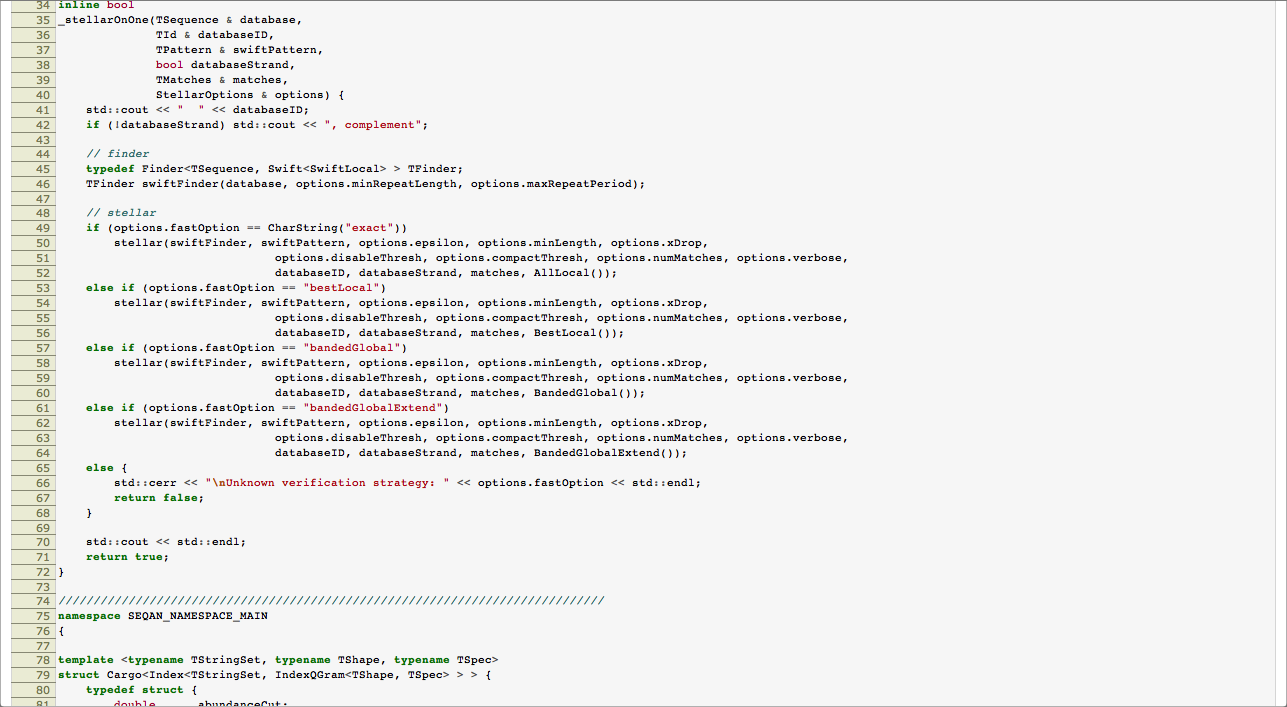 34 inline bool
35 _stellarOnOne(TSequence & database,
36               TId & databaseID,
37               TPattern & swiftPattern,
38               bool databaseStrand,
39               TMatches & matches,
40               StellarOptions & options) {
41     std::cout << "  " << databaseID;
42     if (!databaseStrand) std::cout << ", complement";
43
44     // finder
45     typedef Finder<TSequence, Swift<SwiftLocal> > TFinder;
46     TFinder swiftFinder(database, options.minRepeatLength, options.maxRepeatPeriod);
47
48     // stellar
49     if (options.fastOption == CharString("exact"))
50         stellar(swiftFinder, swiftPattern, options.epsilon, options.minLength, options.xDrop,
51                                options.disableThresh, options.compactThresh, options.numMatches, options.verbose,
52                                databaseID, databaseStrand, matches, AllLocal());
53     else if (options.fastOption == "bestLocal")
54         stellar(swiftFinder, swiftPattern, options.epsilon, options.minLength, options.xDrop,
55                                options.disableThresh, options.compactThresh, options.numMatches, options.verbose,
56                                databaseID, databaseStrand, matches, BestLocal());
57     else if (options.fastOption == "bandedGlobal")
58         stellar(swiftFinder, swiftPattern, options.epsilon, options.minLength, options.xDrop,
59                                options.disableThresh, options.compactThresh, options.numMatches, options.verbose,
60                                databaseID, databaseStrand, matches, BandedGlobal());
61     else if (options.fastOption == "bandedGlobalExtend")
62         stellar(swiftFinder, swiftPattern, options.epsilon, options.minLength, options.xDrop,
63                                options.disableThresh, options.compactThresh, options.numMatches, options.verbose,
64                                databaseID, databaseStrand, matches, BandedGlobalExtend());
65     else {
66         std::cerr << "\nUnknown verification strategy: " << options.fastOption << std::endl;
67         return false;
68     }
69
70     std::cout << std::endl;
71     return true;
72 }
73
74 //////////////////////////////////////////////////////////////////////////////
75 namespace SEQAN_NAMESPACE_MAIN
76 {
77
78 template <typename TStringSet, typename TShape, typename TSpec>
79 struct Cargo<Index<TStringSet, IndexQGram<TShape, TSpec> > > {
80     typedef struct {
81         double      abundanceCut;